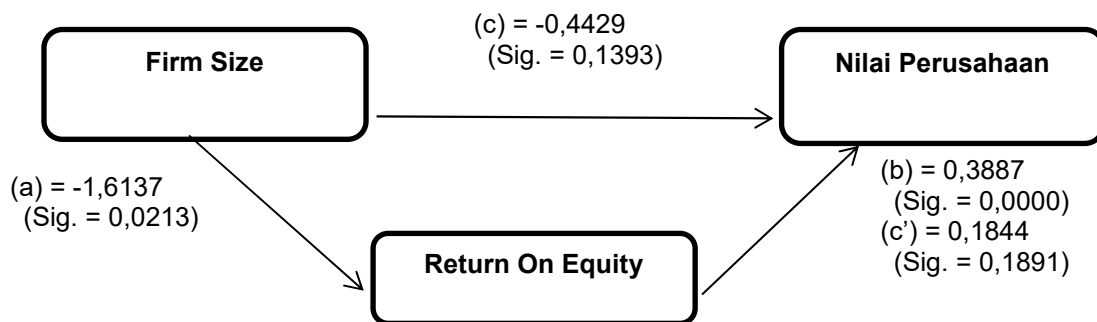 (c) = -0,4429
(Sig. = 0,1393)
Firm Size
Nilai Perusahaan
(a) = -1,6137
(Sig. = 0,0213)
(b) = 0,3887
(Sig. = 0,0000)
(c’) = 0,1844
(Sig. = 0,1891)
Return On Equity